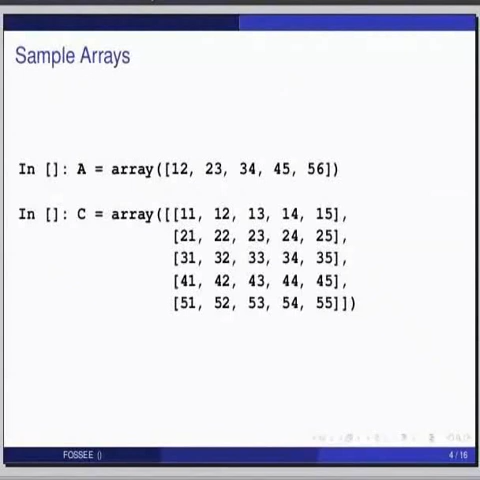 Sample Arrays
In []: A = array([12, 23, 34, 45, 56])
In []: C = array([[11, 12, 13, 14, 15],
[21, 22, 23, 24, 25],
[31, 32, 33, 34, 35],
[41, 42, 43, 44, 45],
[51, 52, 53, 54, 55]])
FOSSEE () 4 / 16